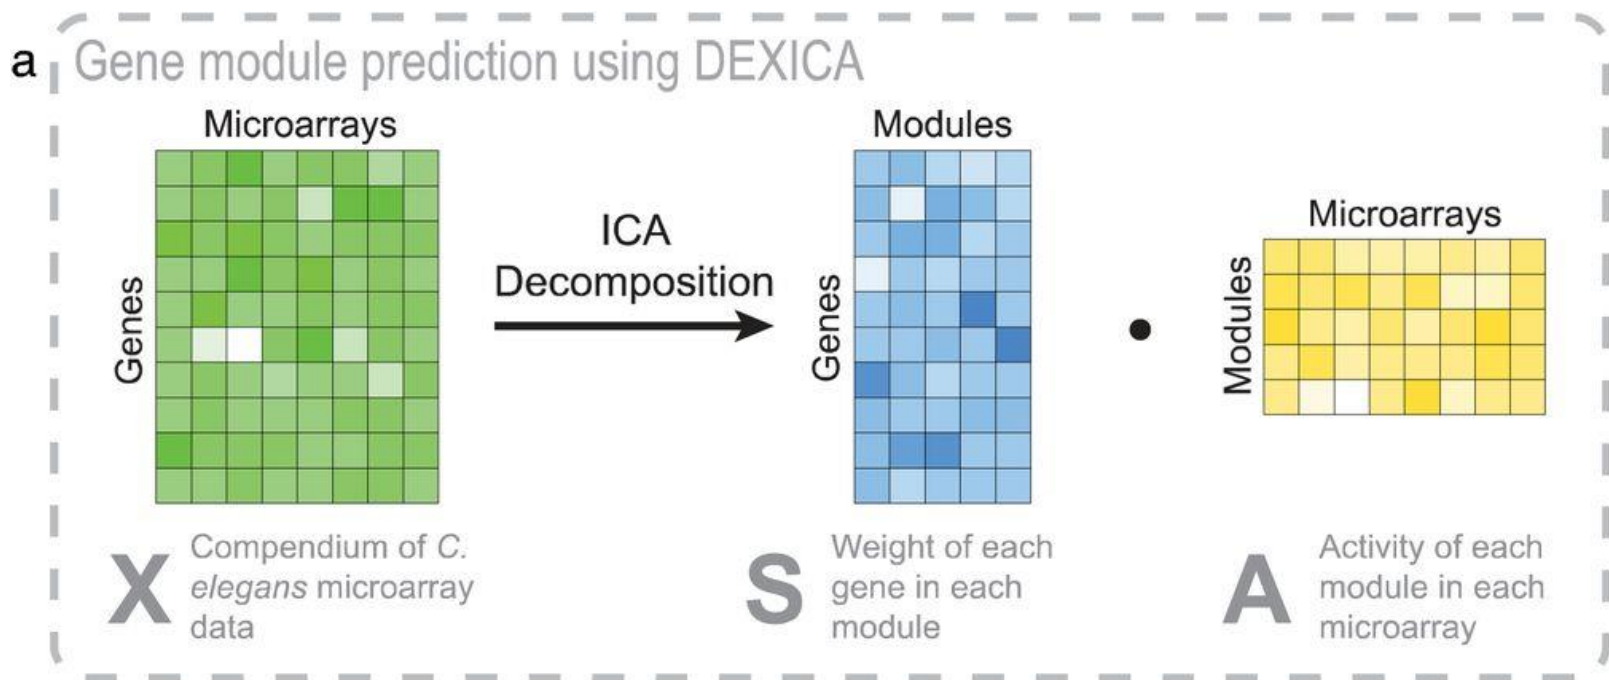 a
Gene module prediction using DEXICA
Microarrays
Genes
ICA
Decomposition
Modules
Genes
•
Microarrays
Modules
X
Compendium of C.
elegans microarray
data
S
Weight of each
gene in each
module
A
Activity of each
module in each
microarray